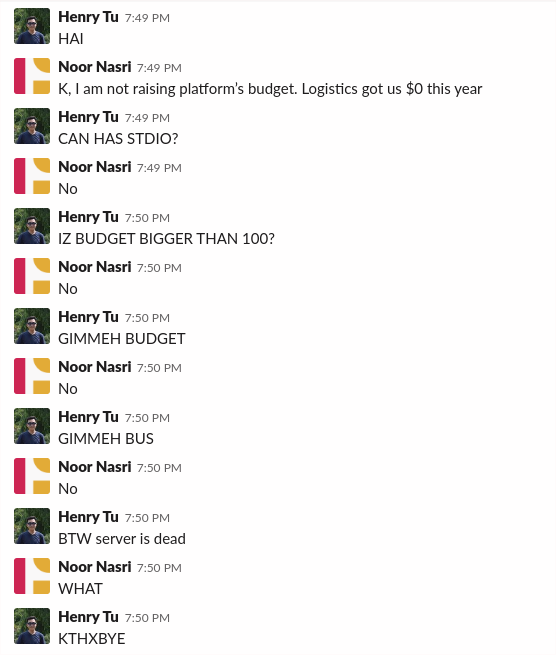 Henry Tu 7:49 PM
HAI
Noor Nasri 7:49 PM
K, I am not raising platform’s budget. Logistics got us $0 this year
Henry Tu 7:49 PM
CAN HAS STDIO?
Noor Nasri 7:49 PM
No
Henry Tu 7:50 PM
IZ BUDGET BIGGER THAN 100?
Noor Nasri 7:50 PM
No
Henry Tu 7:50 PM
GIMMEH BUDGET
Noor Nasri 7:50 PM
No
Henry Tu 7:50 PM
GIMMEH BUS
Noor Nasri 7:50 PM
No
Henry Tu 7:50 PM
BTW server is dead
Noor Nasri 7:50 PM
WHAT
Henry Tu 7:50 PM
KTHXBYE